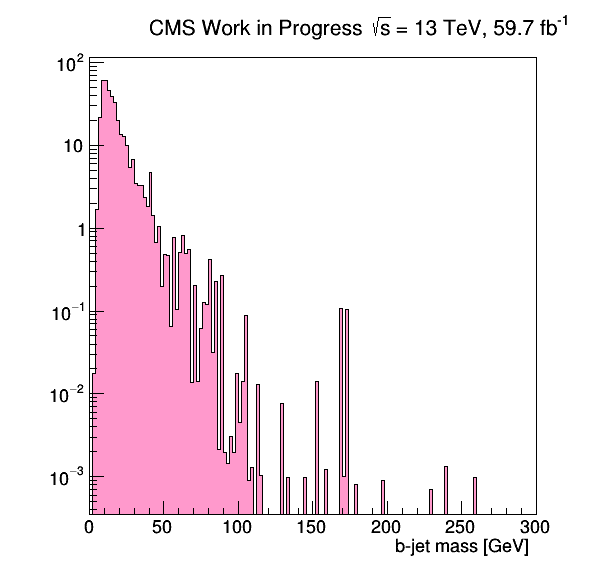 CMS Work in Progress √s = 13 TeV, 59.7 fb⁻¹
10²
10
1
10⁻¹
10⁻²
10⁻³
0 50 100 150 200 250 300
b-jet mass [GeV]